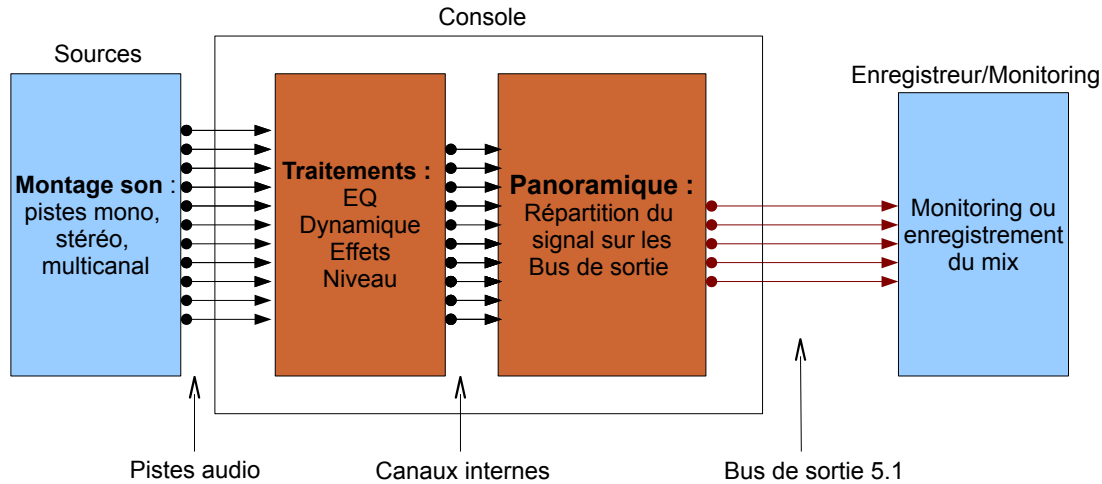 Console
Sources
Enregistreur/Monitoring
Montage son :
pistes mono,
stéréo,
multicanal
Traitements :
EQ
Dynamique
Effets
Niveau
Panoramique :
Répartition du
signal sur les
Bus de sortie
Monitoring ou
enregistrement
du mix
Pistes audio
Canaux internes
Bus de sortie 5.1